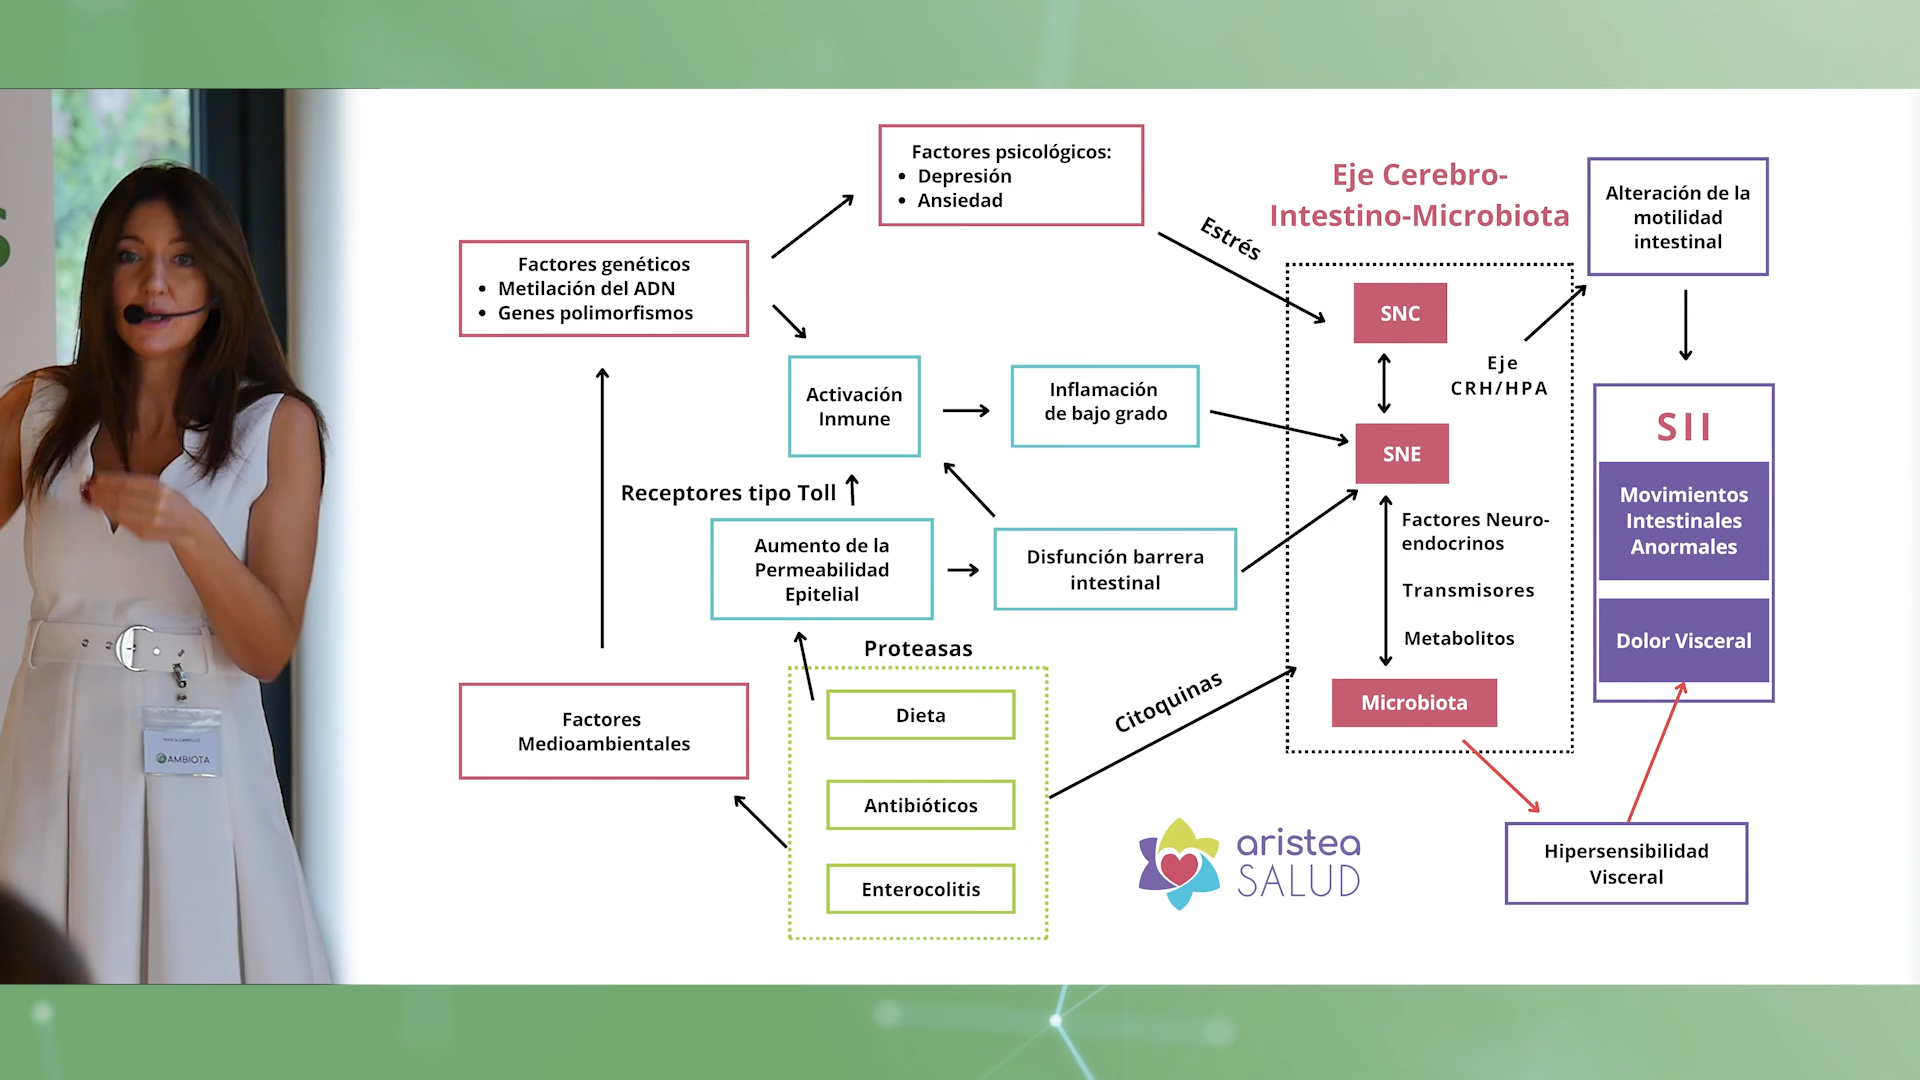 S
AMBIOTA
Factores psicológicos:
• Depresión
• Ansiedad
Factores genéticos
• Metilación del ADN
• Genes polimorfismos
Estrés
Eje Cerebro-
Intestino-Microbiota
Alteración de la
motilidad
intestinal
SNC
Eje
CRH/HPA
Activación
Inmune
Inflamación
de bajo grado
SNE
SII
Movimientos
Intestinales
Anormales
Dolor Visceral
Receptores tipo Toll
Aumento de la
Permeabilidad
Epitelial
Disfunción barrera
intestinal
Factores Neuro-
endocrinos
Transmisores
Metabolitos
Proteasas
Citoquinas
Microbiota
Factores
Medioambientales
Dieta
Antibióticos
Enterocolitis
aristea
SALUD
Hipersensibilidad
Visceral